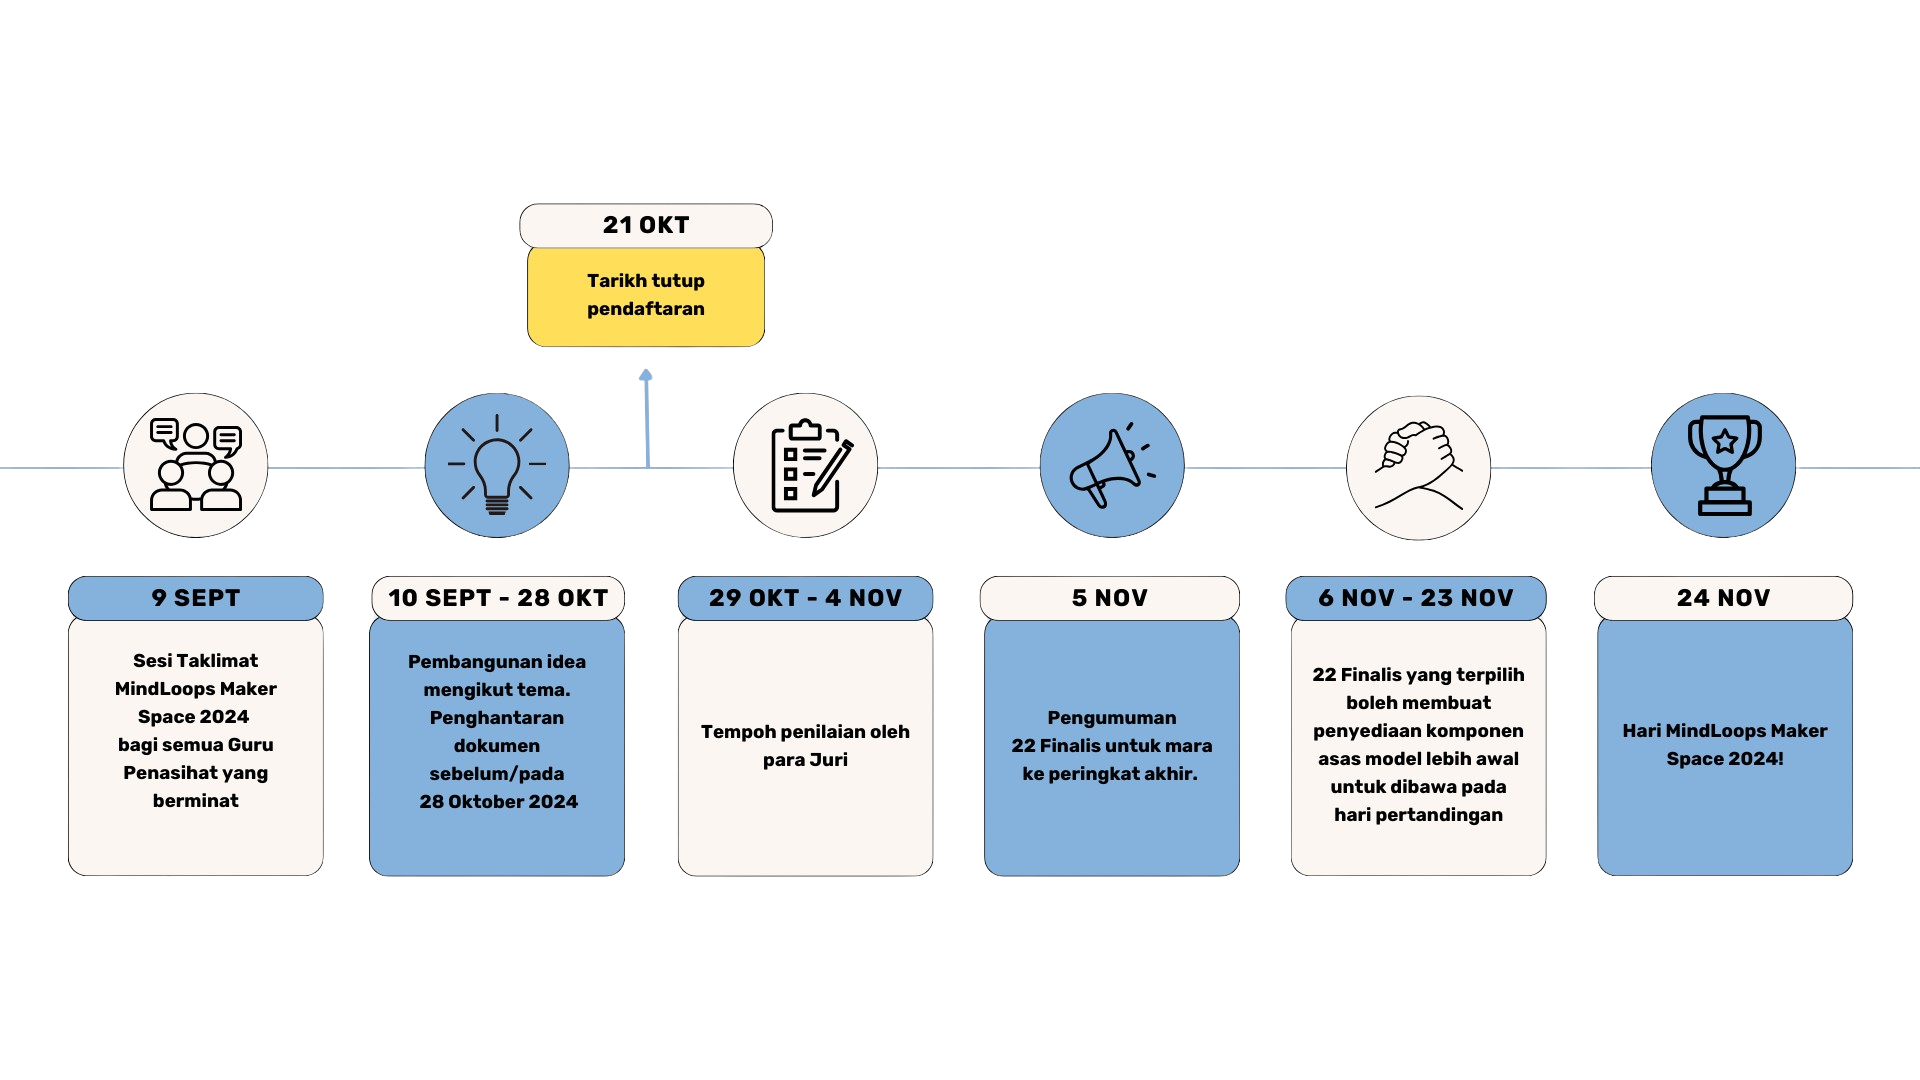 21 OKT
Tarikh tutup
pendaftaran
9 SEPT
Sesi Taklimat
MindLoops Maker
Space 2024
bagi semua Guru
Penasihat yang
berminat
10 SEPT - 28 OKT
Pembangunan idea
mengikut tema.
Penghantaran
dokumen
sebelum/pada
28 Oktober 2024
29 OKT - 4 NOV
Tempoh penilaian oleh
para Juri
5 NOV
Pengumuman
22 Finalis untuk mara
ke peringkat akhir.
6 NOV - 23 NOV
22 Finalis yang terpilih
boleh membuat
penyediaan komponen
asas model lebih awal
untuk dibawa pada
hari pertandingan
24 NOV
Hari MindLoops Maker
Space 2024!